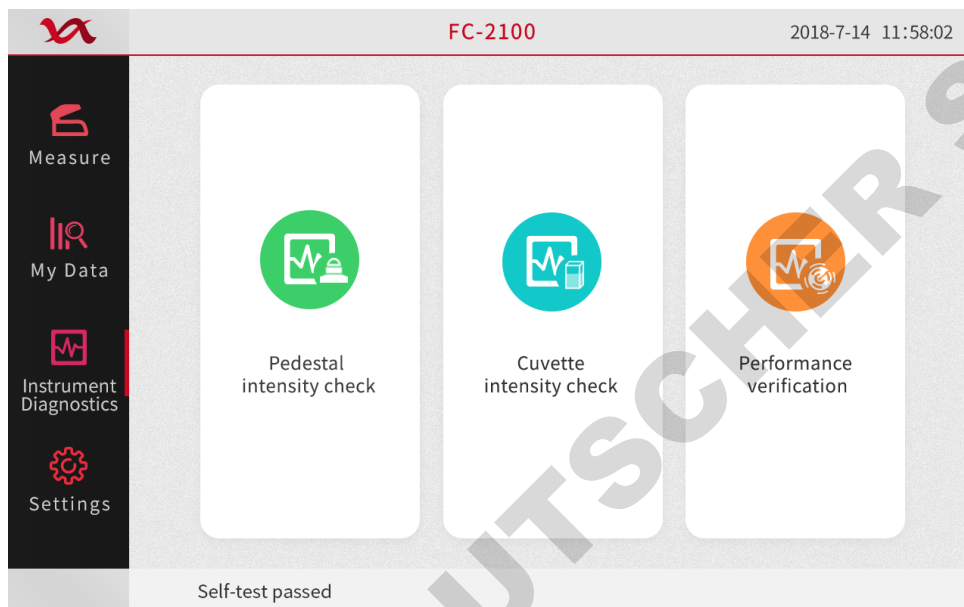 FC-2100
2018-7-14 11:58:02
Measure
My Data
Instrument
Diagnostics
Settings
Pedestal
intensity check
Cuvette
intensity check
Performance
verification
Self-test passed
UTSCHER S